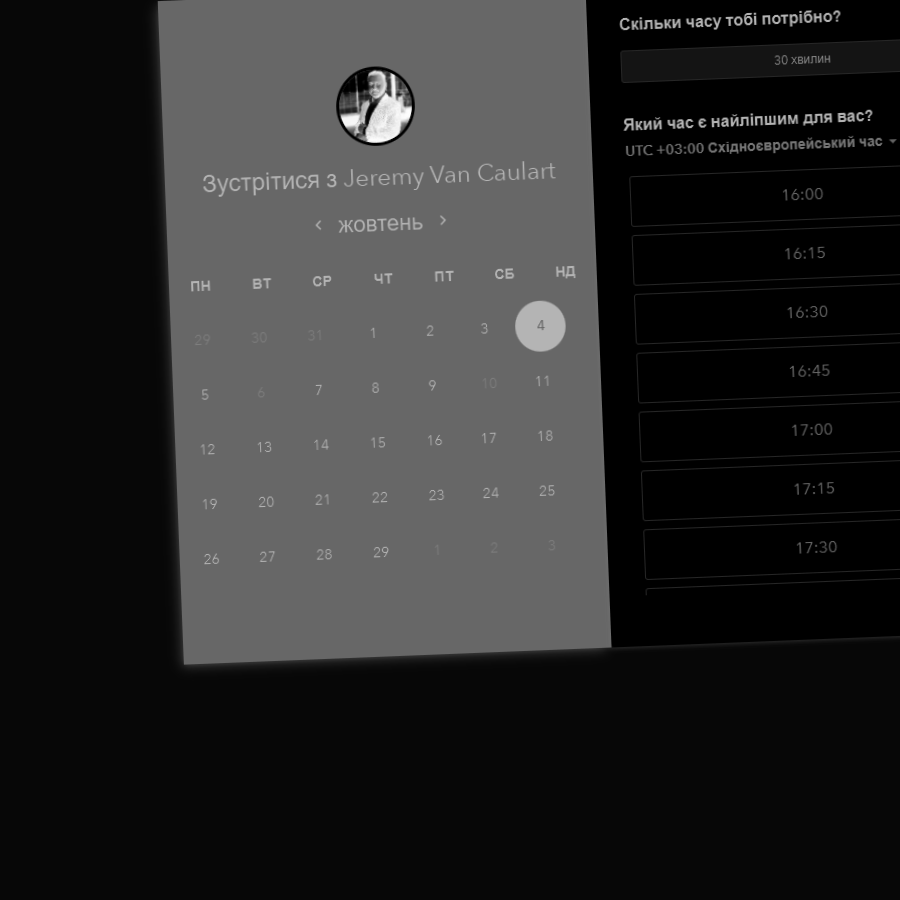 Зустрітися з Jeremy Van Caulart
жовтень
ПН ВТ СР ЧТ ПТ СБ НД
29 30 31 1 2 3 4
5 6 7 8 9 10 11
12 13 14 15 16 17 18
19 20 21 22 23 24 25
26 27 28 29 1 2 3
Скільки часу тобі потрібно?
30 хвилин
Який час є найліпшим для вас?
UTC +03:00 Східноєвропейський час
16:00
16:15
16:30
16:45
17:00
17:15
17:30